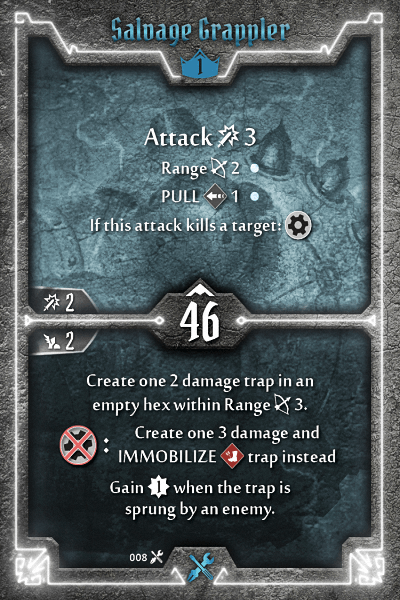 Salvage Grappler
1
Attack 3
Range 2
PULL 1
If this attack kills a target:
2
46
2
Create one 2 damage trap in an
empty hex within Range 3.
: Create one 3 damage and
IMMOBILIZE trap instead
Gain 1 when the trap is
sprung by an enemy.
008